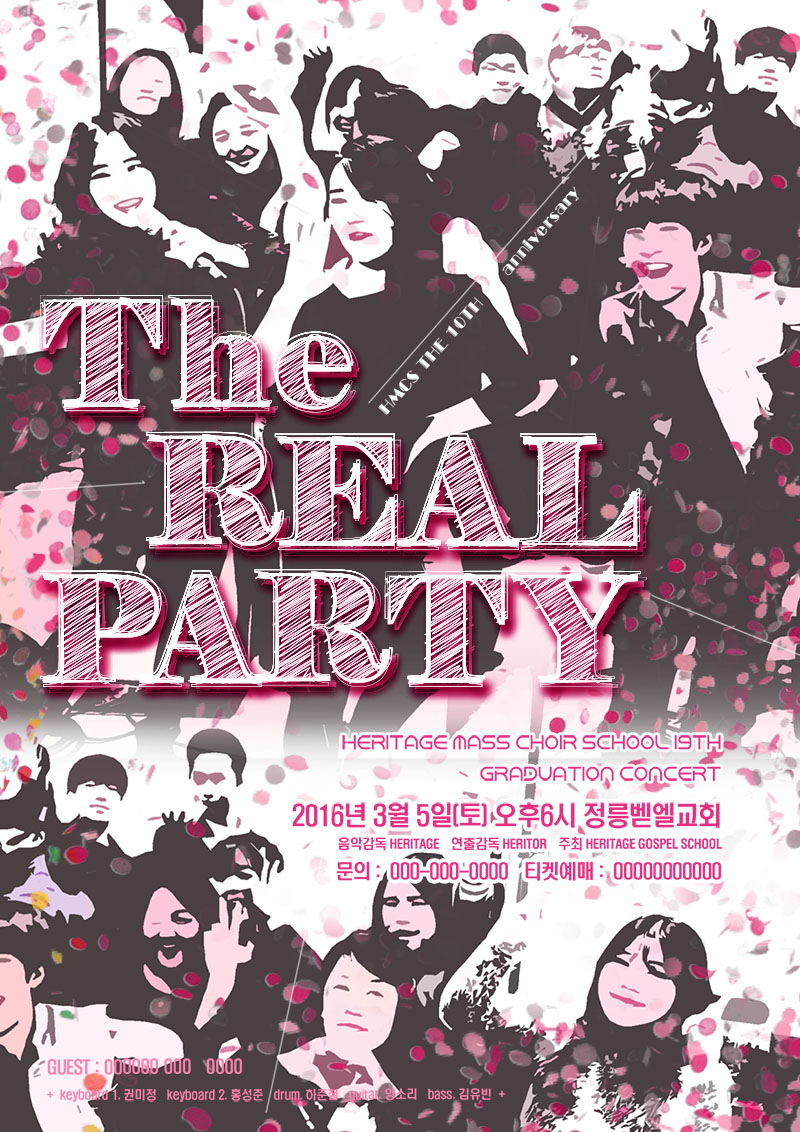 HMCS THE 10TH anniversary
The
REAL
PARTY
HERITAGE MASS CHOIR SCHOOL 19TH
GRADUATION CONCERT
2016년 3월 5일(토) 오후6시 정릉벧엘교회
음악감독 HERITAGE 연출감독 HERITOR 주최 HERITAGE GOSPEL SCHOOL
문의 : 000-000-0000 티켓예매 : 00000000000
GUEST : 000000 000 0000
+ keyboard 1. 권미정 keyboard 2. 홍성준 drum. guitar. bass. 김유빈 +